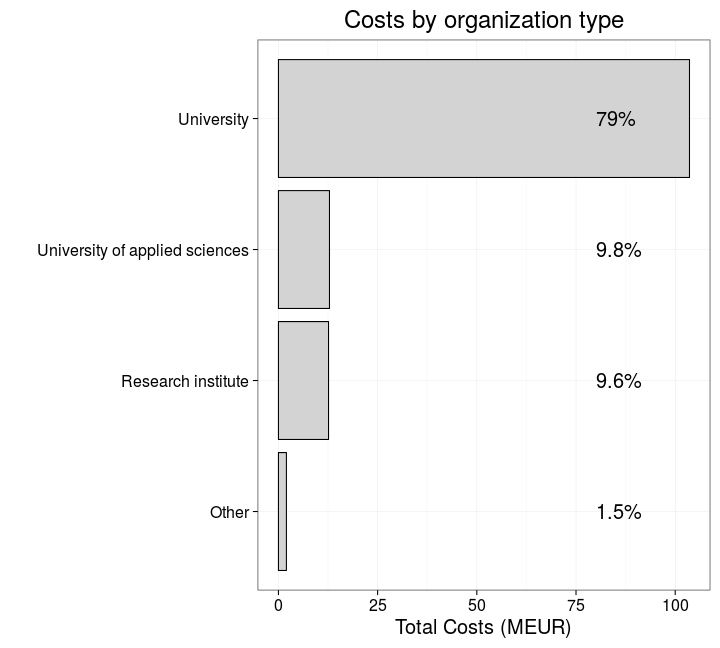 Costs by organization type
University
79%
University of applied sciences
9.8%
Research institute
9.6%
Other
1.5%
0 25 50 75 100
Total Costs (MEUR)